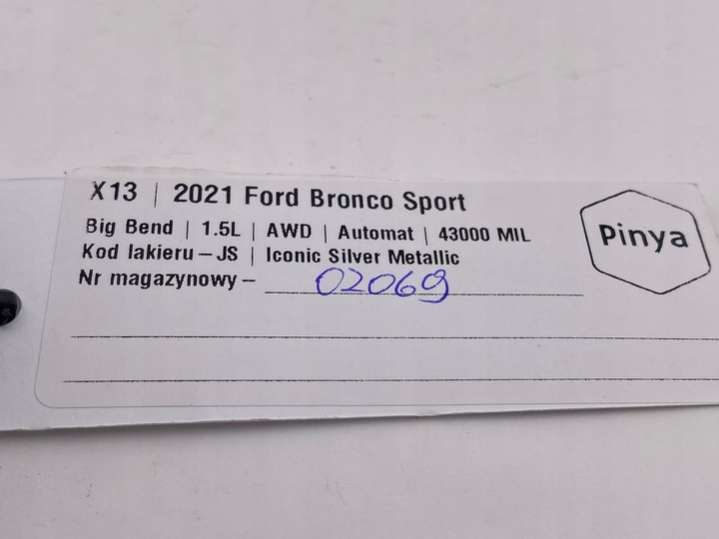 X13 | 2021 Ford Bronco Sport
Big Bend | 1.5L | AWD | Automat | 43000 MIL
Kod lakieru – JS | Iconic Silver Metallic
Nr magazynowy – 02069
Pinya